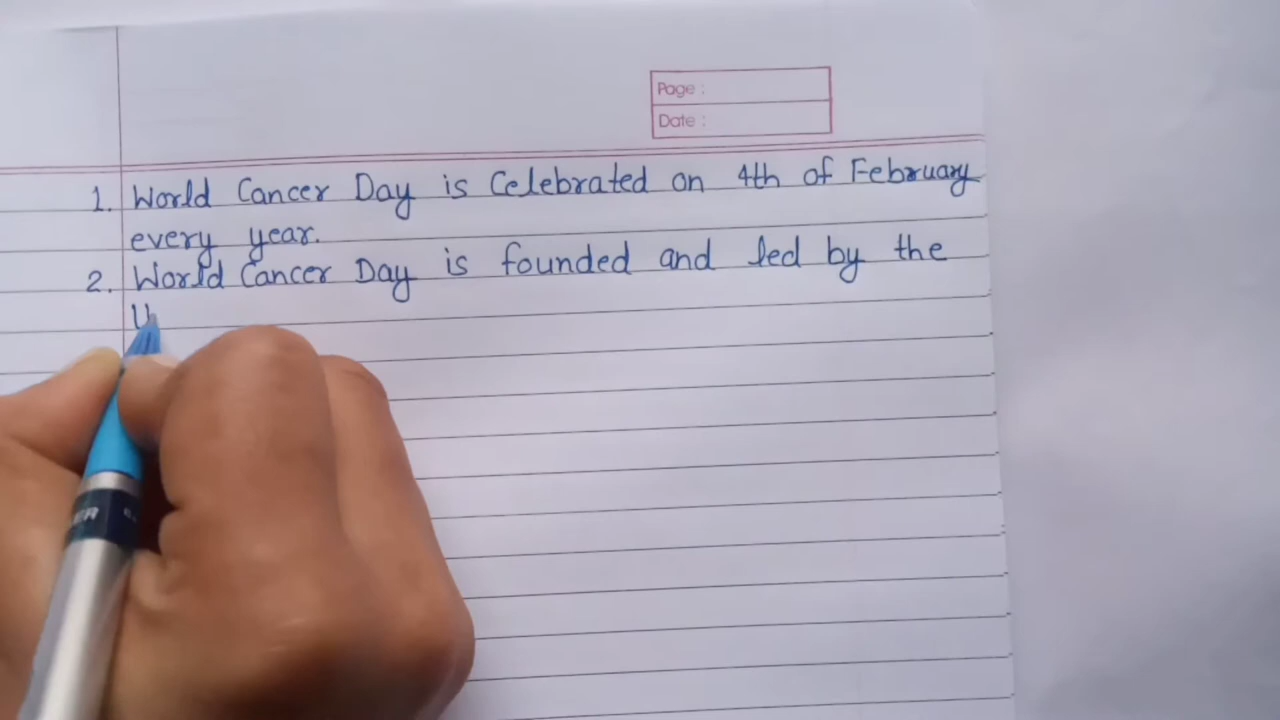 Page :
Date :
1. World Cancer Day is Celebrated on 4th of February
every year.
2. World Cancer Day is founded and led by the
U